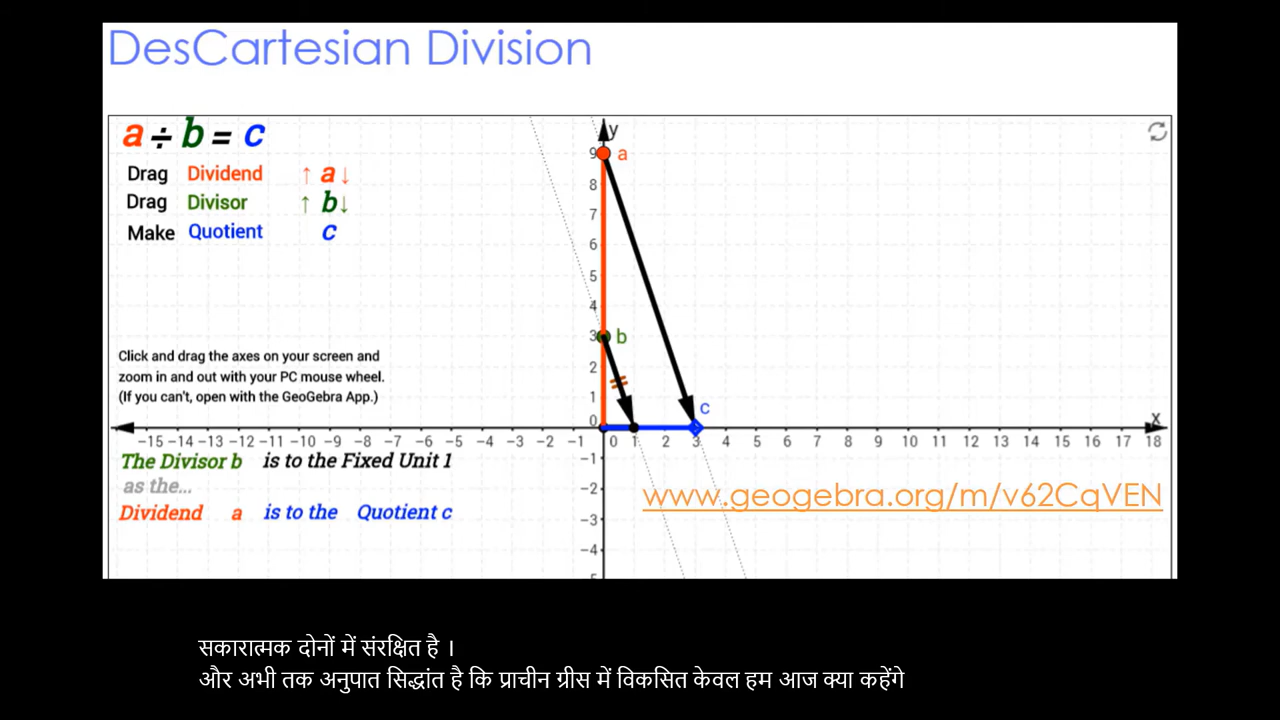 DesCartesian Division
a ÷ b = c
Drag Dividend ↑ a ↓
Drag Divisor ↑ b ↓
Make Quotient c
Click and drag the axes on your screen and
zoom in and out with your PC mouse wheel.
(If you can't, open with the GeoGebra App.)
y
9 a
8
7
6
5
4
3 b
2
1
0 c
x
−15 −14 −13 −12 −11 −10 −9 −8 −7 −6 −5 −4 −3 −2 −1 0 2 3 4 5 6 7 8 9 10 11 12 13 14 15 16 17 18
−1
−2
−3
−4
The Divisor b is to the Fixed Unit 1
as the...
Dividend a is to the Quotient c
www.geogebra.org/m/v62CqVEN
सकारात्मक दोनों में संरक्षित है ।
और अभी तक अनुपात सिद्धांत है कि प्राचीन ग्रीस में विकसित केवल हम आज क्या कहेंगे